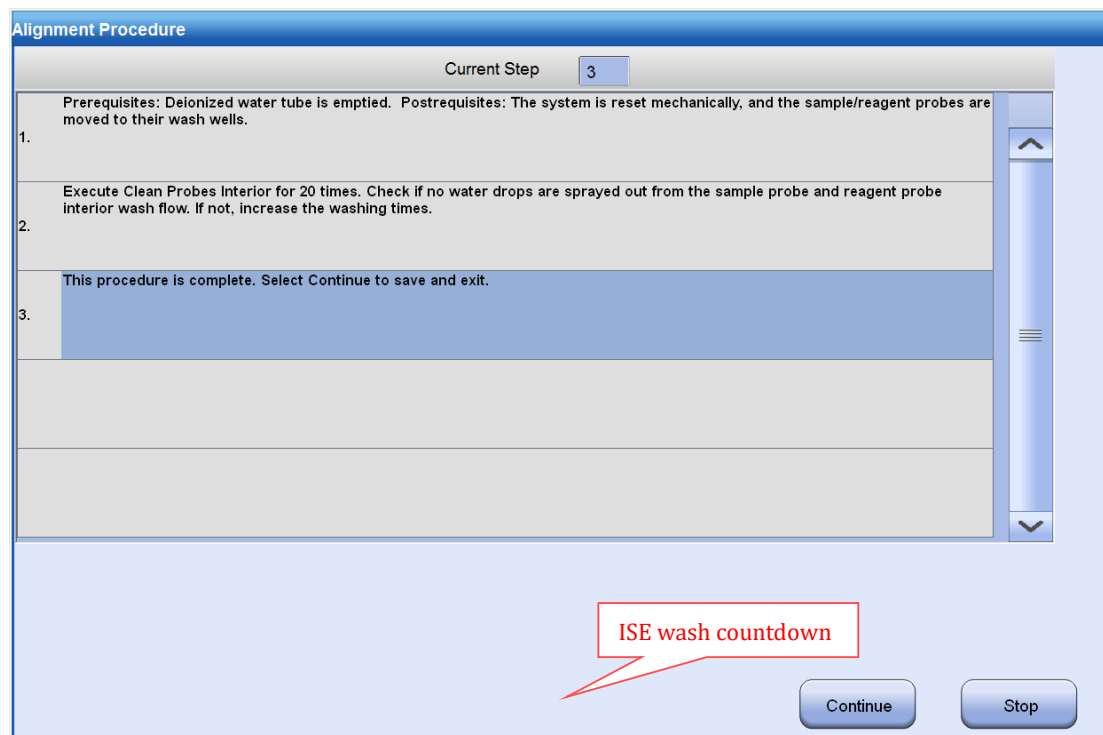 Alignment Procedure
Current Step 3
1.
Prerequisites: Deionized water tube is emptied.  Postrequisites: The system is reset mechanically, and the sample/reagent probes are
moved to their wash wells.
2.
Execute Clean Probes Interior for 20 times. Check if no water drops are sprayed out from the sample probe and reagent probe
interior wash flow. If not, increase the washing times.
3.
This procedure is complete. Select Continue to save and exit.
ISE wash countdown
Continue
Stop